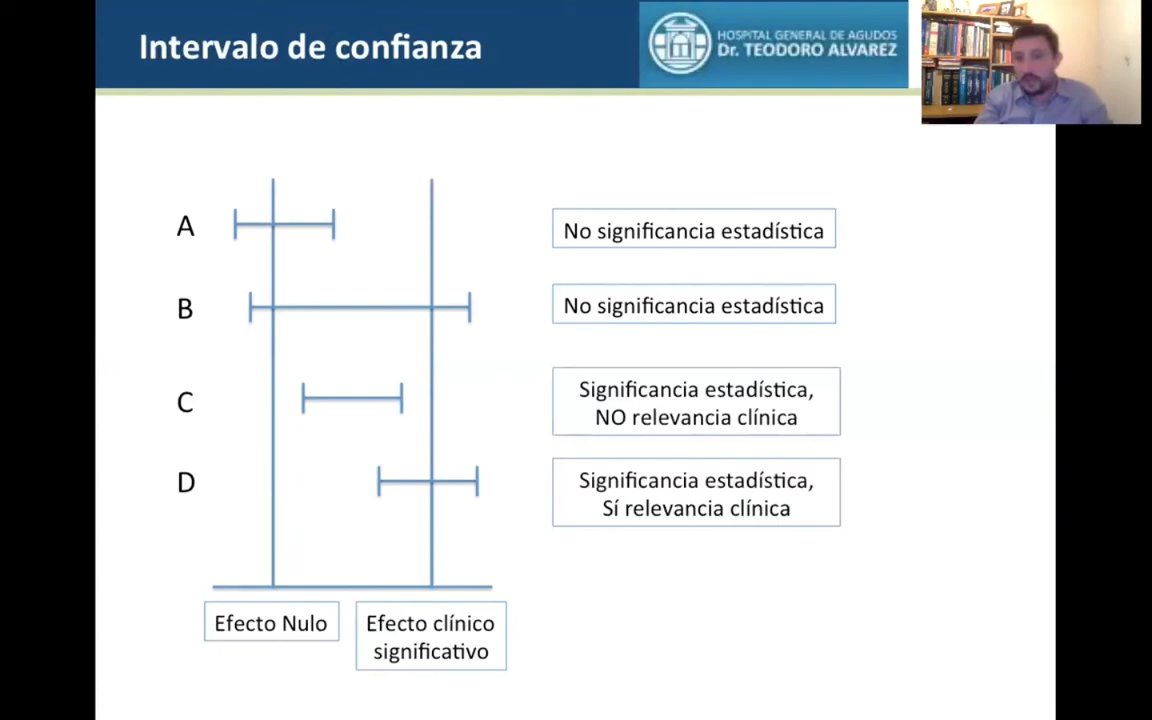 Intervalo de confianza
HOSPITAL GENERAL DE AGUDOS
Dr. TEODORO ALVAREZ
A
No significancia estadística
B
No significancia estadística
C
Significancia estadística,
NO relevancia clínica
D
Significancia estadística,
Sí relevancia clínica
Efecto Nulo
Efecto clínico
significativo